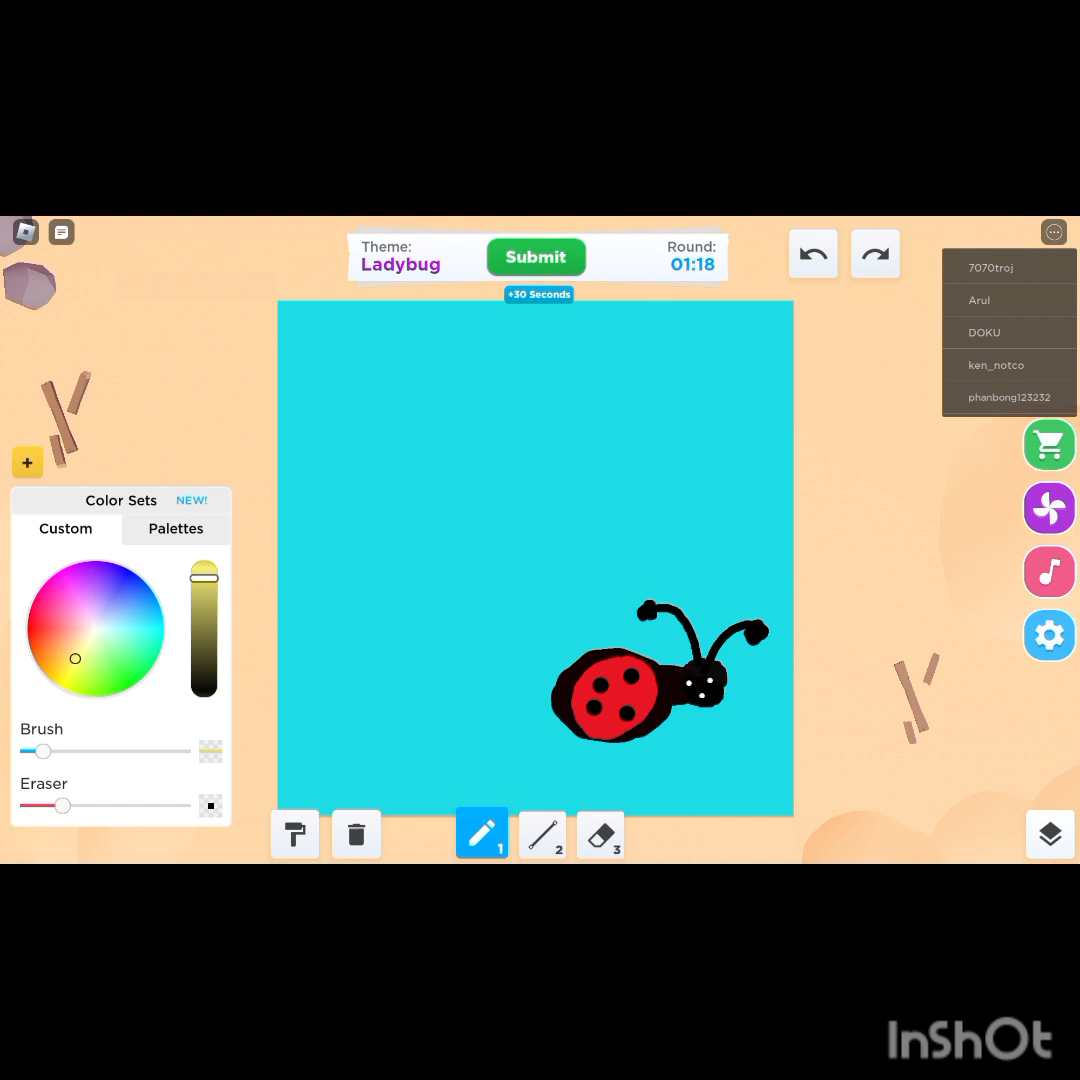 Theme:
Ladybug
Submit
Round:
01:18
+30 Seconds
7070troj
Arul
DOKU
ken_notco
phanbong123232
+
Color Sets NEW!
Custom Palettes
Brush
Eraser
1
2
3
InShOt